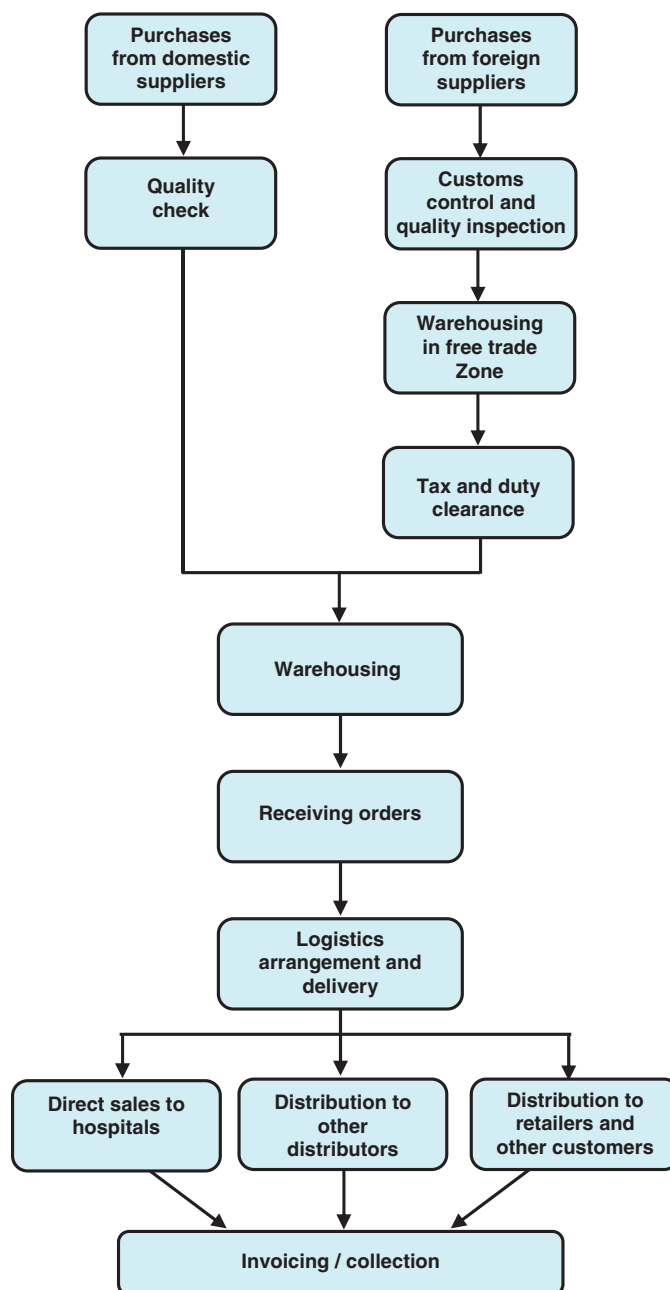 Purchases
from domestic
suppliers
Purchases
from foreign
suppliers
Quality
check
Customs
control and
quality inspection
Warehousing
in free trade
Zone
Tax and duty
clearance
Warehousing
Receiving orders
Logistics
arrangement and
delivery
Direct sales to
hospitals
Distribution to
other
distributors
Distribution to
retailers and
other customers
Invoicing / collection